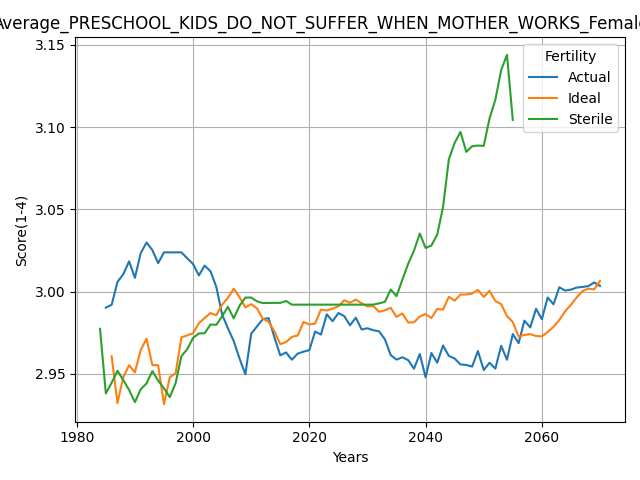 Average_PRESCHOOL_KIDS_DO_NOT_SUFFER_WHEN_MOTHER_WORKS_Female
3.15
3.10
3.05
3.00
2.95
Score(1-4)
Fertility
Actual
Ideal
Sterile
1980
2000
2020
2040
2060
Years